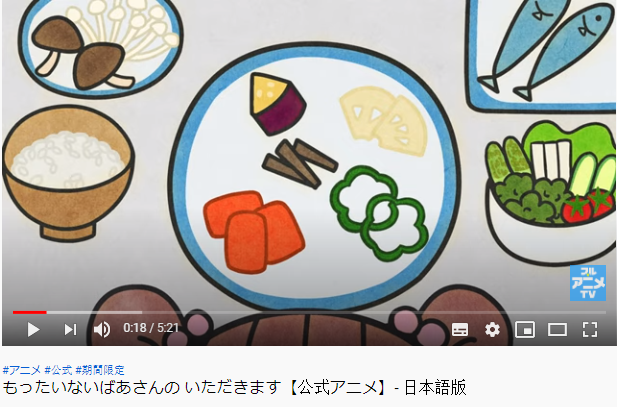 フル
アニメ
TV
0:18 / 5:21
#アニメ #公式 #期間限定
もったいないばあさんの いただきます【公式アニメ】- 日本語版